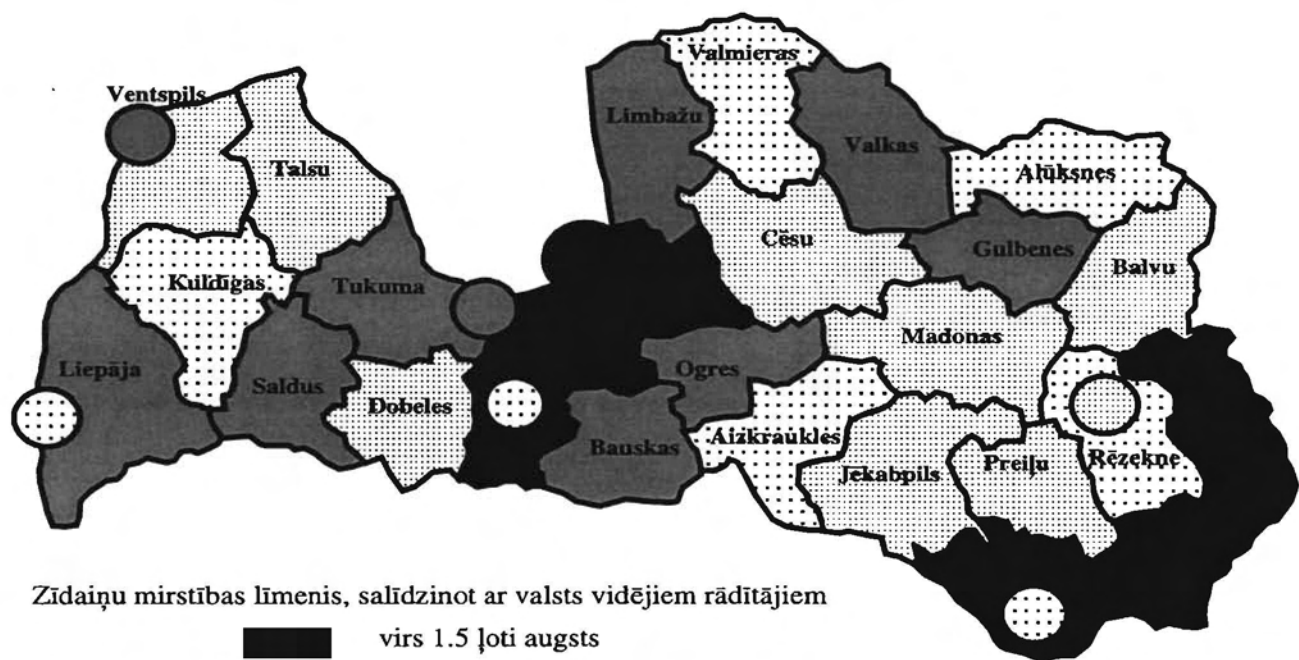 Valmieras
Ventspils
Limbažu
Valkas
Talsu
Alūksnes
Cēsu
Gulbenes
Balvu
Kuldīgas
Tukuma
Madonas
Liepāja
Ogres
Saldus
Dobeles
Aizkraukles
Bauskas
Rēzekne
Preiļu
Jēkabpils
Zīdaiņu mirstības līmenis, salīdzinot ar valsts vidējiem rādītājiem
virs 1.5 ļoti augsts